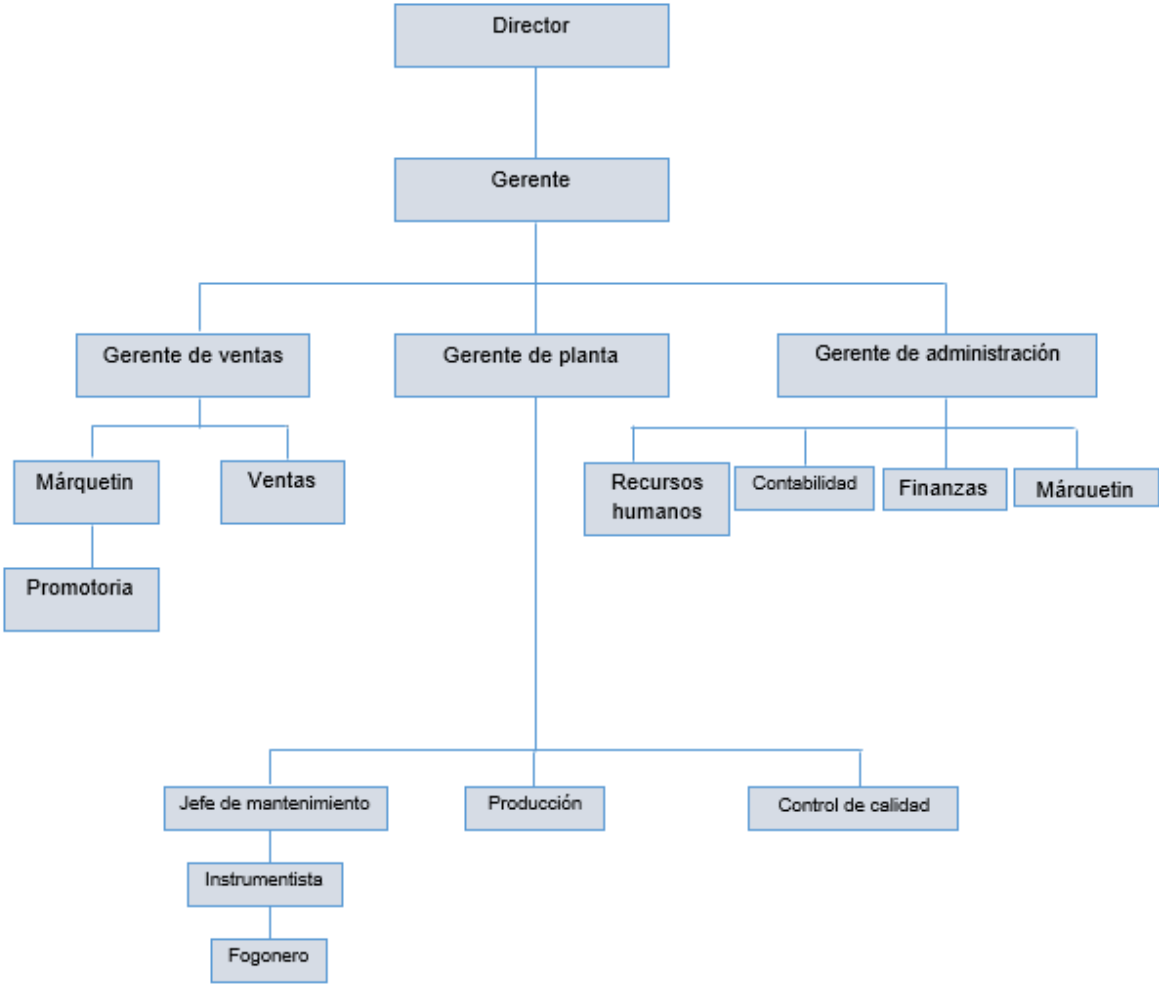 Director
Gerente
Gerente de ventas
Gerente de planta
Gerente de administración
Márquetin
Ventas
Recursos
humanos
Contabilidad
Finanzas
Márquetin
Promotoria
Jefe de mantenimiento
Producción
Control de calidad
Instrumentista
Fogonero